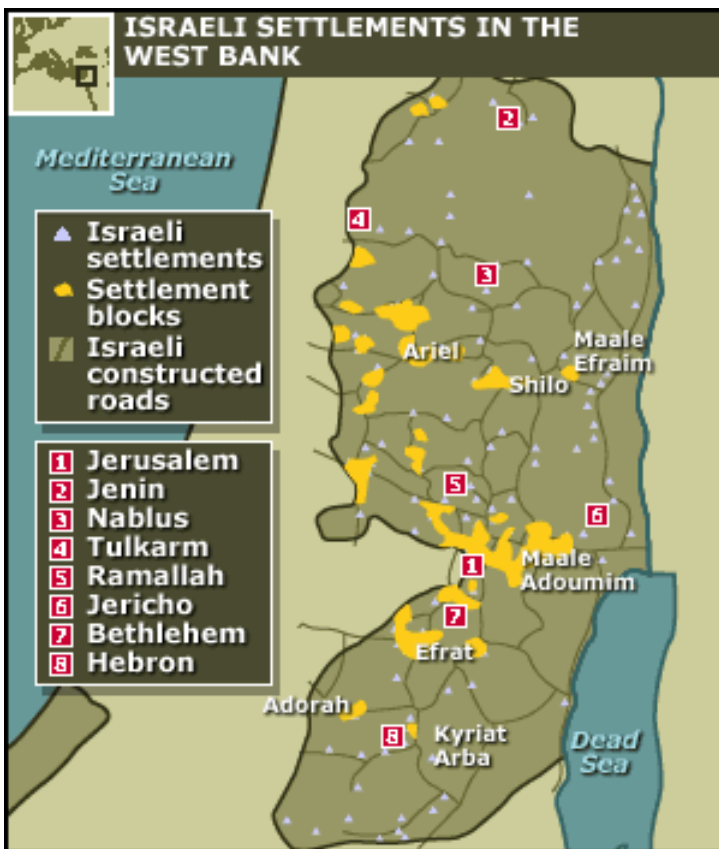 ISRAELI SETTLEMENTS IN THE
WEST BANK
Mediterranean
Sea
Israeli
settlements
Settlement
blocks
Israeli
constructed
roads
1 Jerusalem
2 Jenin
3 Nablus
4 Tulkarm
5 Ramallah
6 Jericho
7 Bethlehem
8 Hebron
2
4
3
Ariel
Maale
Efraim
Shilo
5
6
1
Maale
Adoumim
7
Efrat
Adorah
8
Kyriat
Arba
Dead
Sea